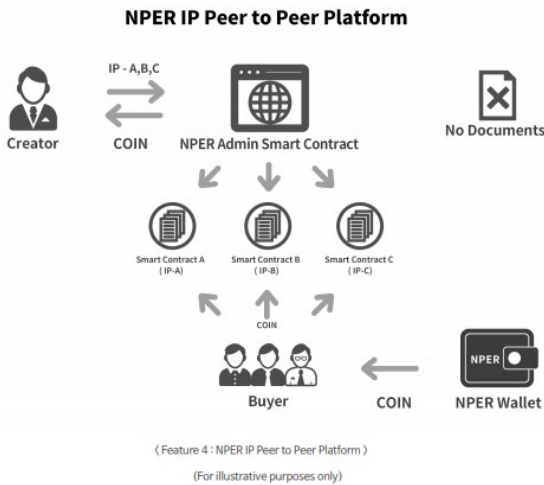 NPER IP Peer to Peer Platform
IP - A,B,C
Creator
COIN
NPER Admin Smart Contract
No Documents
Smart Contract A
( IP-A)
Smart Contract B
( IP-B)
Smart Contract C
( IP-C)
COIN
NPER
Buyer
COIN
NPER Wallet
( Feature 4 : NPER IP Peer to Peer Platform )
(For illustrative purposes only)